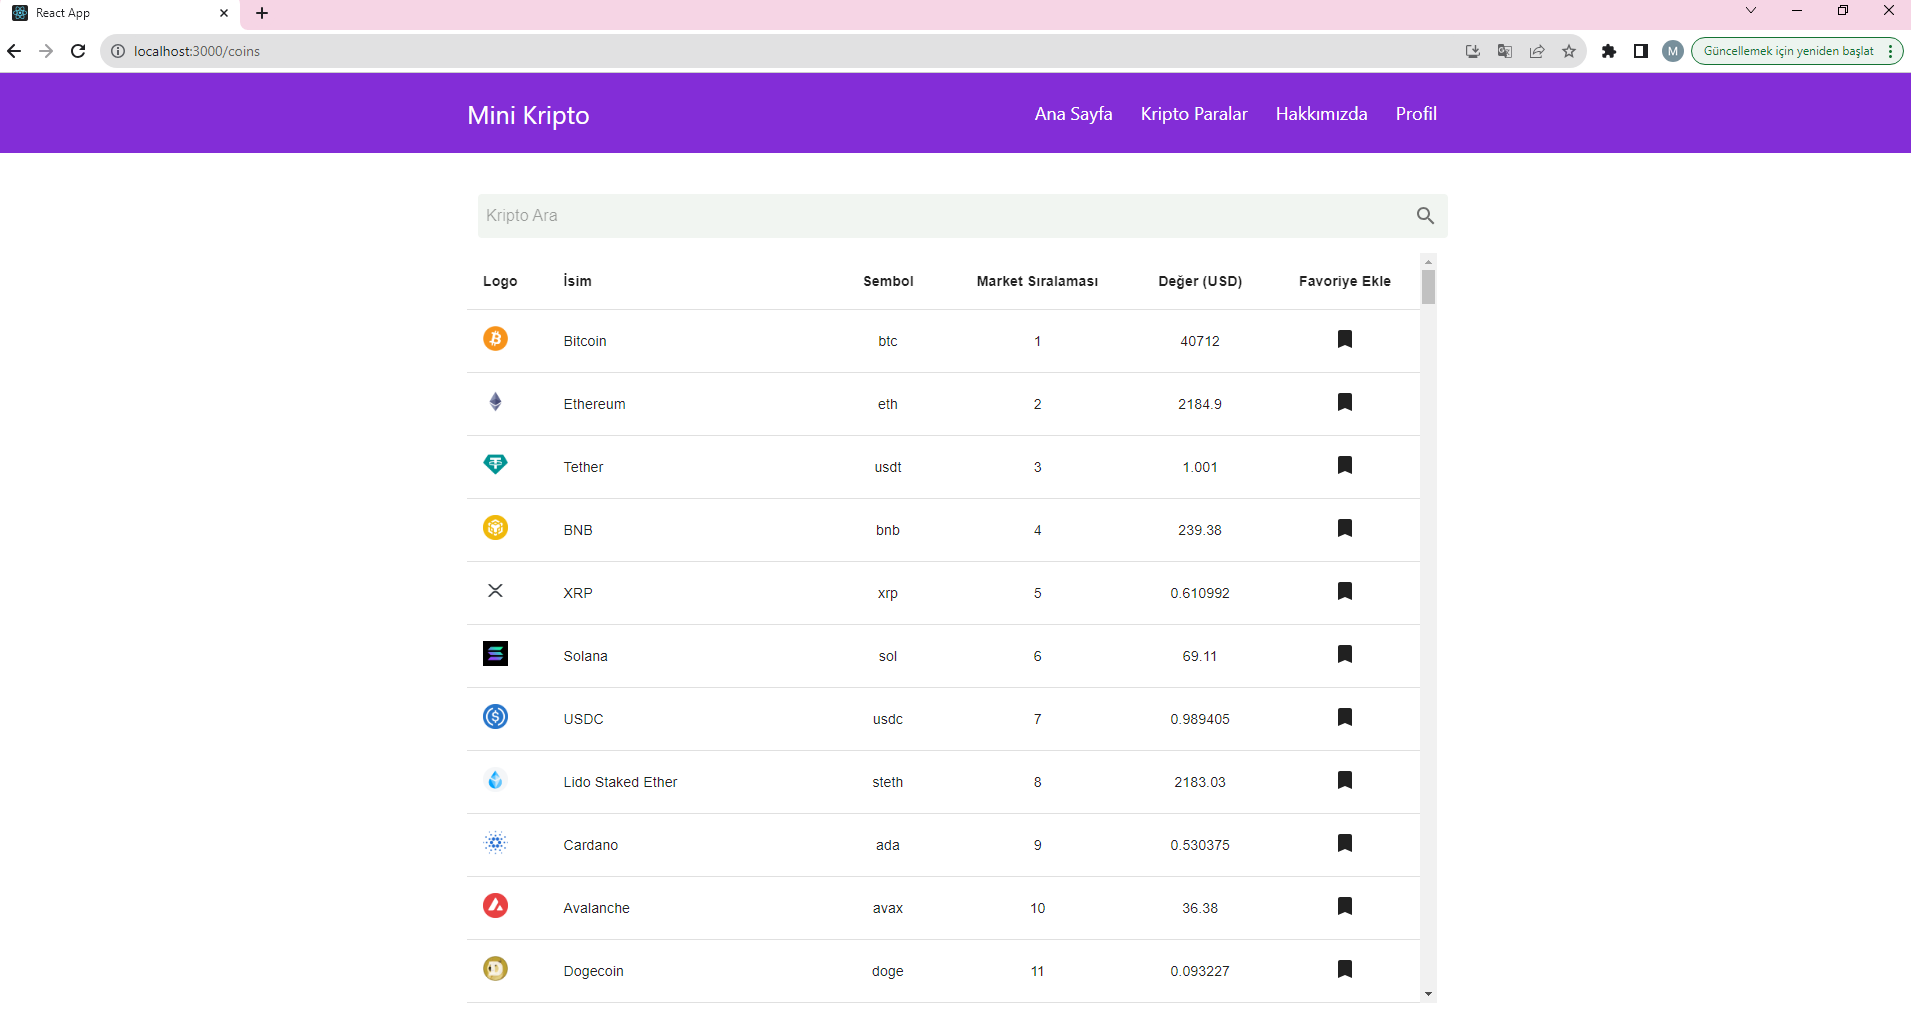 React App
localhost:3000/coins
M
Güncellemek için yeniden başlat
Mini Kripto
Ana Sayfa Kripto Paralar Hakkımızda Profil
Kripto Ara
Logo İsim Sembol Market Sıralaması Değer (USD) Favoriye Ekle
Bitcoin btc 1 40712
Ethereum eth 2 2184.9
Tether usdt 3 1.001
BNB bnb 4 239.38
XRP xrp 5 0.610992
Solana sol 6 69.11
USDC usdc 7 0.989405
Lido Staked Ether steth 8 2183.03
Cardano ada 9 0.530375
Avalanche avax 10 36.38
Dogecoin doge 11 0.093227